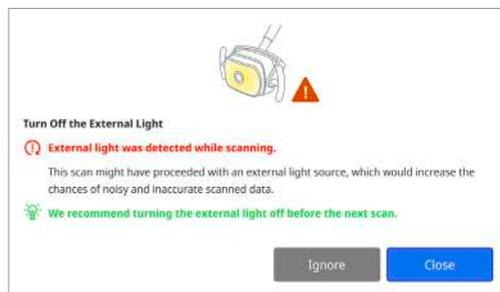 Turn Off the External Light
External light was detected while scanning.
This scan might have proceeded with an external light source, which would increase the
chances of noisy and inaccurate scanned data.
We recommend turning the external light off before the next scan.
Ignore
Close